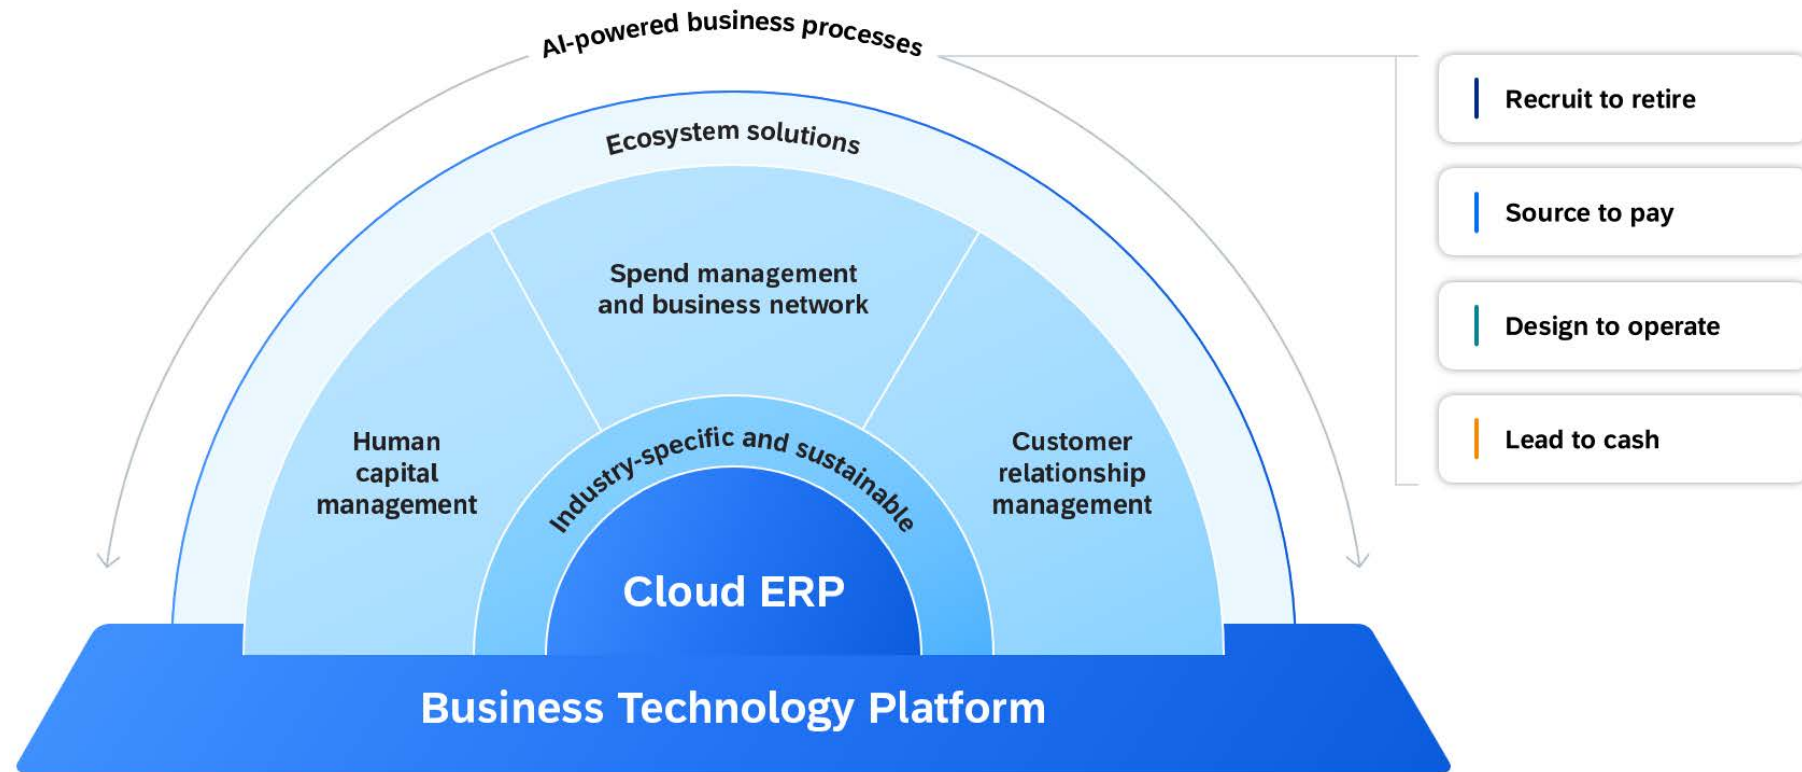 AI-powered business processes
Ecosystem solutions
Spend management
and business network
Human
capital
management
Customer
relationship
management
Industry-specific and sustainable
Cloud ERP
Business Technology Platform
Recruit to retire
Source to pay
Design to operate
Lead to cash